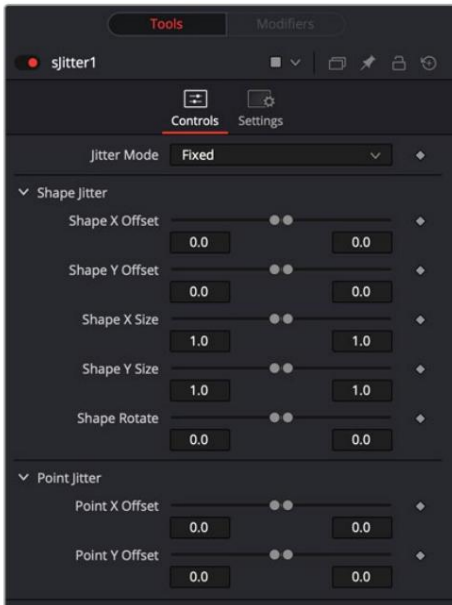 Tools Modifiers
sJitter1
Controls Settings
Jitter Mode Fixed
Shape Jitter
Shape X Offset
0.0 0.0
Shape Y Offset
0.0 0.0
Shape X Size
1.0 1.0
Shape Y Size
1.0 1.0
Shape Rotate
0.0 0.0
Point Jitter
Point X Offset
0.0 0.0
Point Y Offset
0.0 0.0